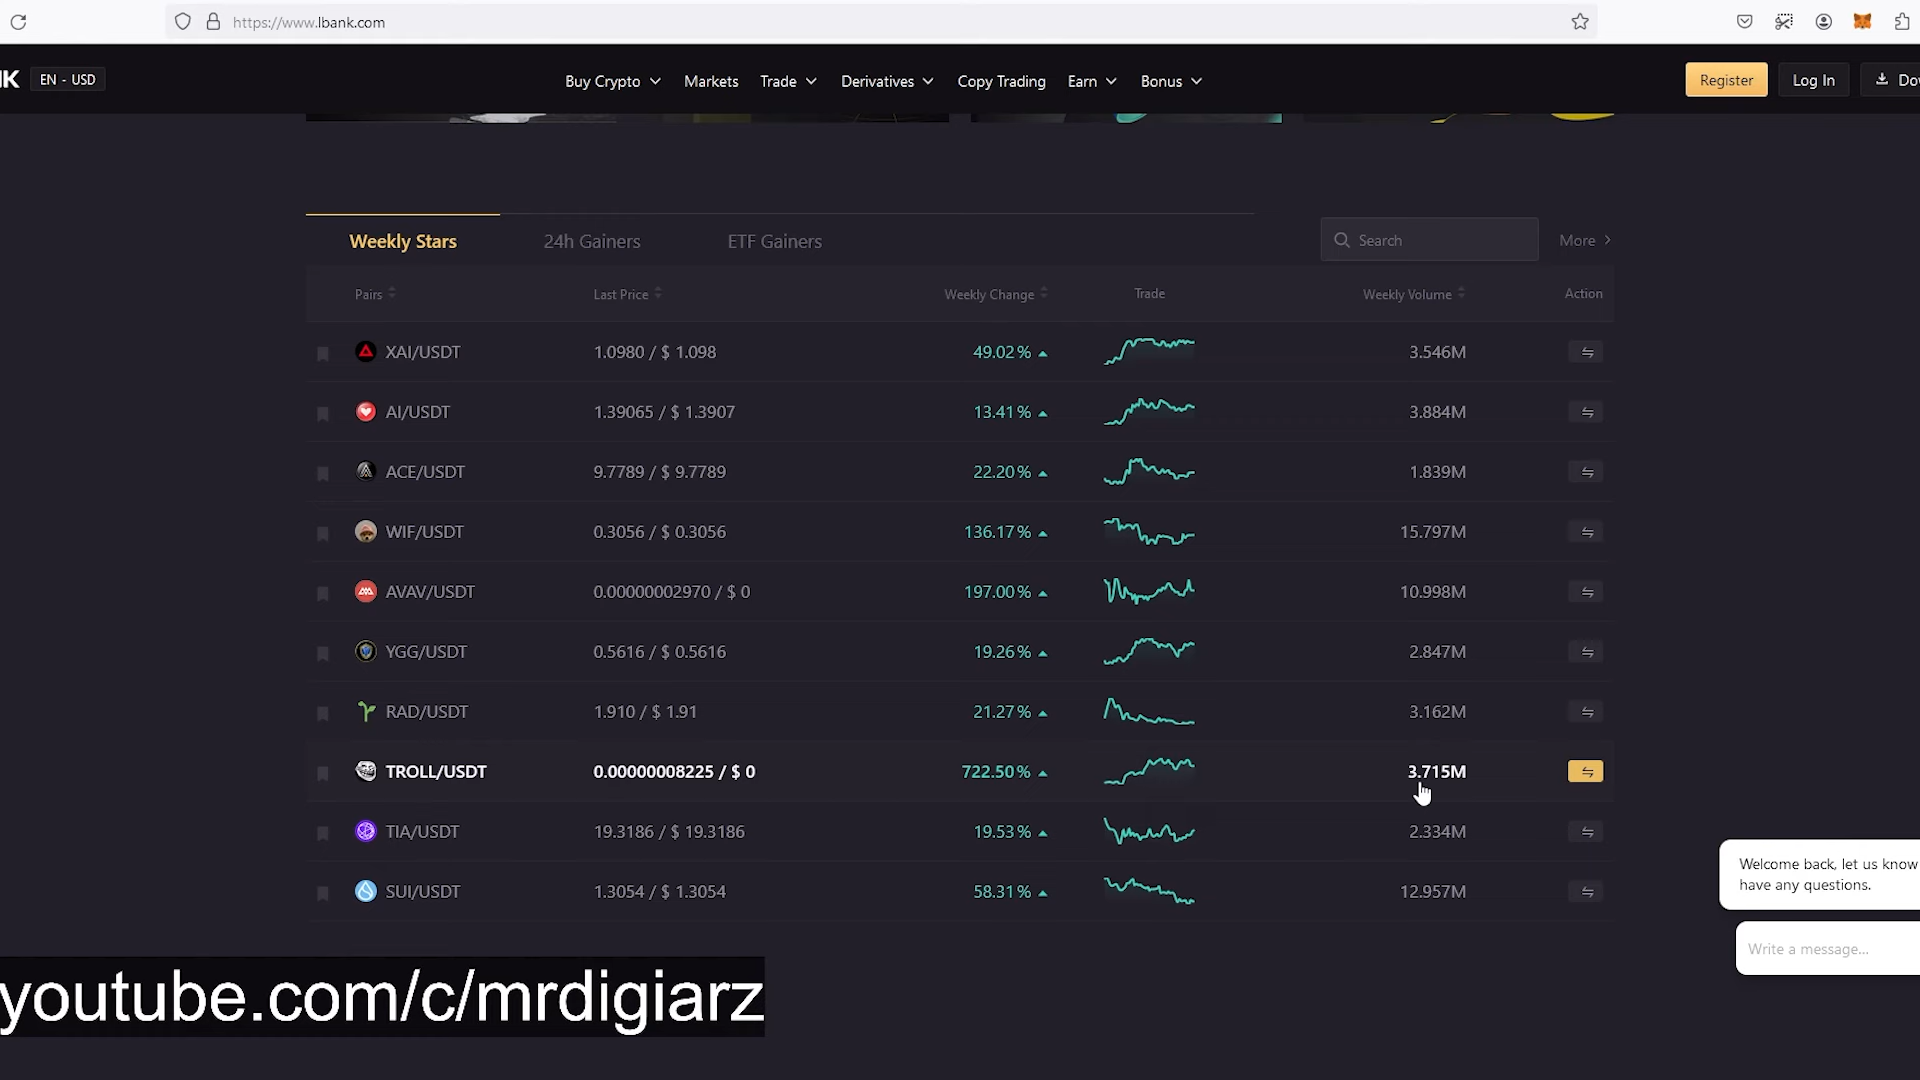 https://www.lbank.com
NK EN - USD Buy Crypto Markets Trade Derivatives Copy Trading Earn Bonus Register Log In Dow
Weekly Stars 24h Gainers ETF Gainers Search More
Pairs Last Price Weekly Change Trade Weekly Volume Action
XAI/USDT 1.0980 / $ 1.098 49.02% 3.546M
AI/USDT 1.39065 / $ 1.3907 13.41% 3.884M
ACE/USDT 9.7789 / $ 9.7789 22.20% 1.839M
WIF/USDT 0.3056 / $ 0.3056 136.17% 15.797M
AVAV/USDT 0.00000002970 / $ 0 197.00% 10.998M
YGG/USDT 0.5616 / $ 0.5616 19.26% 2.847M
RAD/USDT 1.910 / $ 1.91 21.27% 3.162M
TROLL/USDT 0.00000008225 / $ 0 722.50% 3.715M
TIA/USDT 19.3186 / $ 19.3186 19.53% 2.334M
SUI/USDT 1.3054 / $ 1.3054 58.31% 12.957M
Welcome back, let us know
have any questions.
Write a message...
youtube.com/c/mrdigiarz